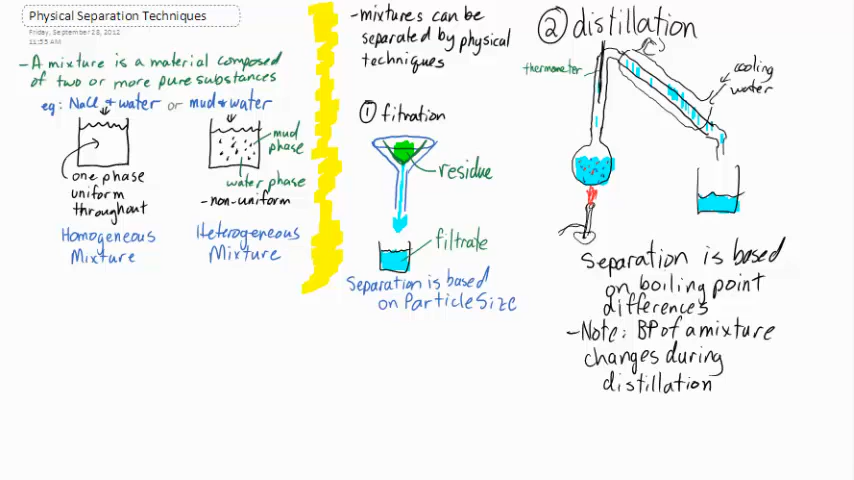 Physical Separation Techniques
Friday, September 28, 2012
11:55 AM
-A mixture is a material composed
of two or more pure substances
eg: NaCl + water or mud + water
mud
phase
water phase
one phase
uniform
throughout
-non-uniform
Homogeneous
Mixture
Heterogeneous
Mixture
-mixtures can be
separated by physical
techniques
① filtration
residue
filtrate
Separation is based
on Particle Size
② distillation
thermometer
cooling
water
Separation is based
on boiling point
differences
-Note: BP of a mixture
changes during
distillation